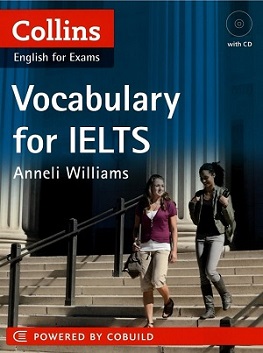 Collins
English for Exams
with CD
Vocabulary
for IELTS
Anneli Williams
POWERED BY COBUILD